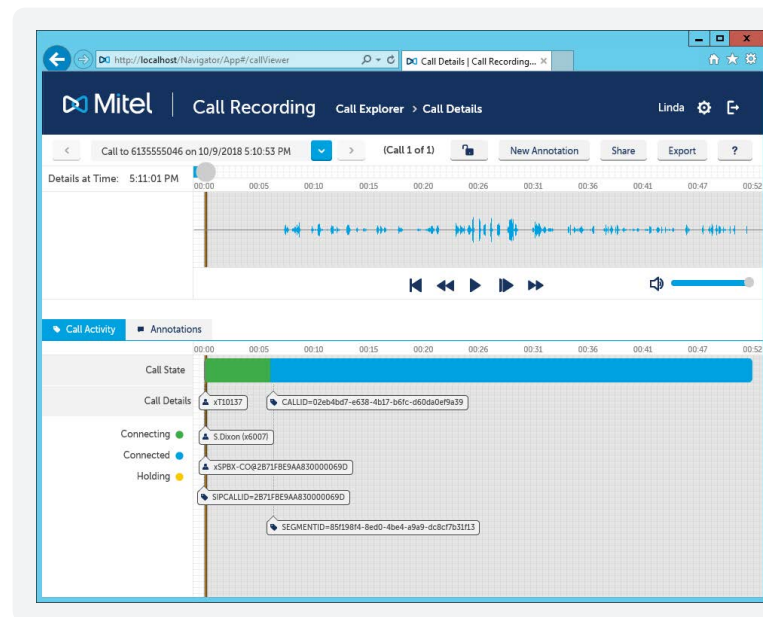 http://localhost/Navigator/App#/callViewer
Call Details | Call Recording...
Mitel | Call Recording Call Explorer > Call Details Linda
Call to 6135555046 on 10/9/2018 5:10:53 PM (Call 1 of 1) New Annotation Share Export ?
Details at Time: 5:11:01 PM
00:00 00:05 00:10 00:15 00:20 00:26 00:31 00:36 00:41 00:47 00:52
Call Activity Annotations
00:00 00:05 00:10 00:15 00:20 00:26 00:31 00:36 00:41 00:47 00:52
Call State
Call Details xT10137 CALLID=02eb4bd7-e638-4b17-b6fc-d60da0ef9a39
Connecting S.Dixon (x6007)
Connected
xSPBX-CO@2B71FBE9AA830000069D
Holding
SIPCALLID=2B71FBE9AA830000069D
SEGMENTID=85f198f4-8ed0-4be4-a9a9-dc8cf7b31f13